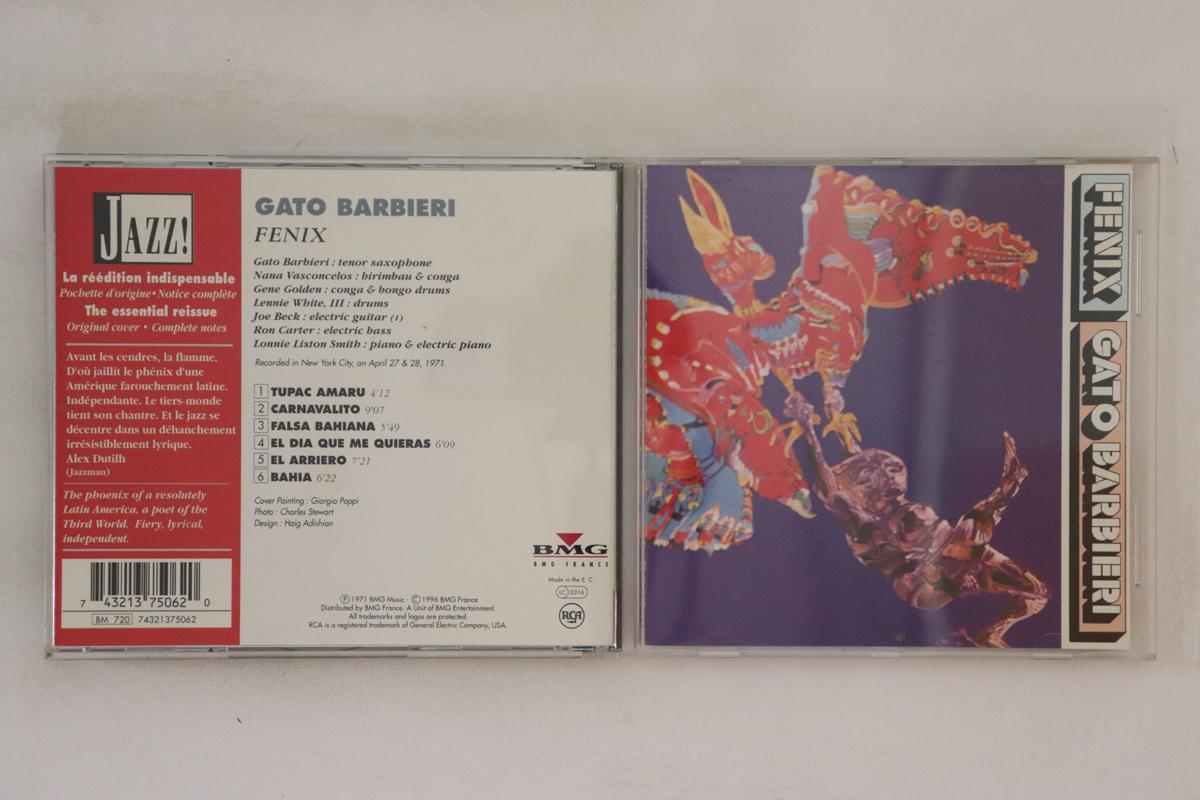 JAZZ!
La réédition indispensable
Pochette d'origine • Notice complète
The essential reissue
Original cover • Complete notes
Avant les cendres, la flamme.
D'où jaillit le phénix d'une
Amérique farouchement latine.
Indépendante. Le tiers-monde
tient son chantre. Et le jazz se
décentre dans un déhanchement
irrésistiblement lyrique.
Alex Dutilh
(Jazzman)
The phoenix of a resolutely
Latin America, a poet of the
Third World. Fiery, lyrical,
independent.
7 43213 75062 0
BM 720 74321375062
GATO BARBIERI
FENIX
Gato Barbieri : tenor saxophone
Nana Vasconcelos : birimbau & conga
Gene Golden : conga & bongo drums
Lennie White, III : drums
Joe Beck : electric guitar (1)
Ron Carter : electric bass
Lonnie Liston Smith : piano & electric piano
Recorded in New York City, on April 27 & 28, 1971.
1 TUPAC AMARU 4'12
2 CARNAVALITO 9'07
3 FALSA BAHIANA 5'49
4 EL DIA QUE ME QUIERAS 6'09
5 EL ARRIERO 7'21
6 BAHIA 6'22
Cover Painting : Giorgio Poppi
Photo : Charles Stewart
Design : Haig Adishian
BMG
BMG FRANCE
Made in the E. C.
LC 0316
RCA
Ⓟ 1971 BMG Music - © 1996 BMG France
Distributed by BMG France. A Unit of BMG Entertainment
All trademarks and logos are protected.
RCA is a registered trademark of General Electric Company, USA.
FENIX
GATO BARBIERI